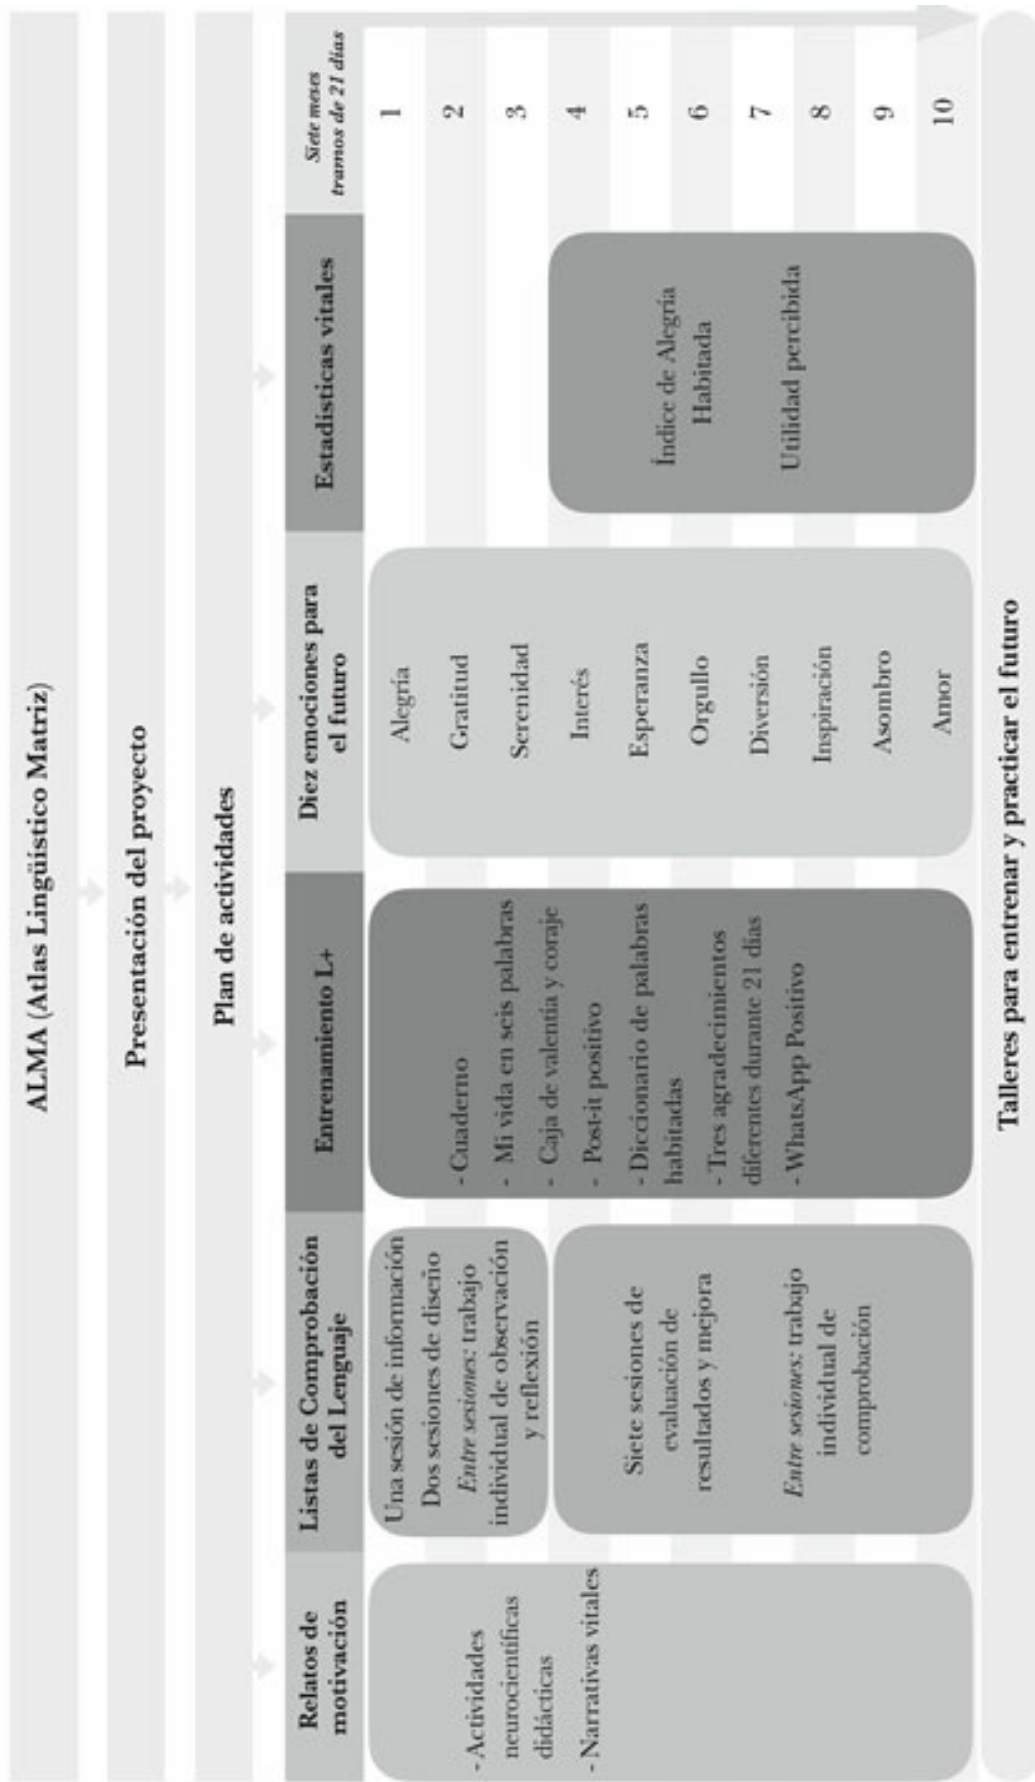 ALMA (Atlas Lingüístico Matriz)
Presentación del proyecto
Plan de actividades
Relatos de
motivación
Listas de Comprobación
del Lenguaje
Entrenamiento L+
Diez emociones para
el futuro
Estadísticas vitales
Siete meses
tramos de 21 días
- Actividades
neurocientíficas
didácticas
- Narrativas vitales
Una sesión de información
Dos sesiones de diseño
Entre sesiones: trabajo
individual de observación
y reflexión
Siete sesiones de
evaluación de
resultados y mejora
Entre sesiones: trabajo
individual de
comprobación
- Cuaderno
- Mi vida en seis palabras
- Caja de valentía y coraje
- Post-it positivo
- Diccionario de palabras
habitadas
- Tres agradecimientos
diferentes durante 21 días
- WhatsApp Positivo
Alegría
Gratitud
Serenidad
Interés
Esperanza
Orgullo
Diversión
Inspiración
Asombro
Amor
Índice de Alegría
Habitada
Utilidad percibida
1
2
3
4
5
6
7
8
9
10
Talleres para entrenar y practicar el futuro